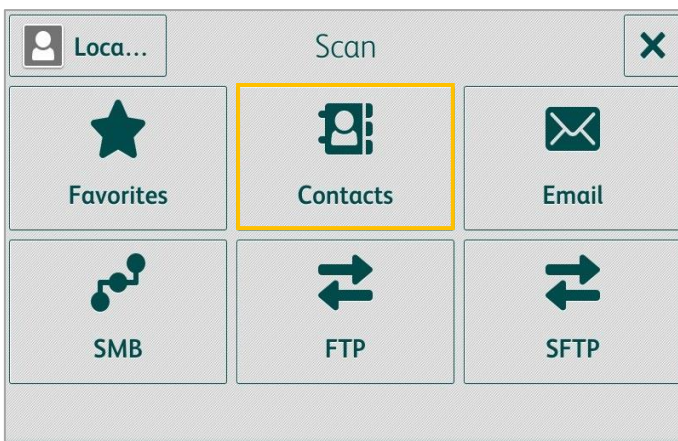 Loca...
Scan
Favorites
Contacts
Email
SMB
FTP
SFTP